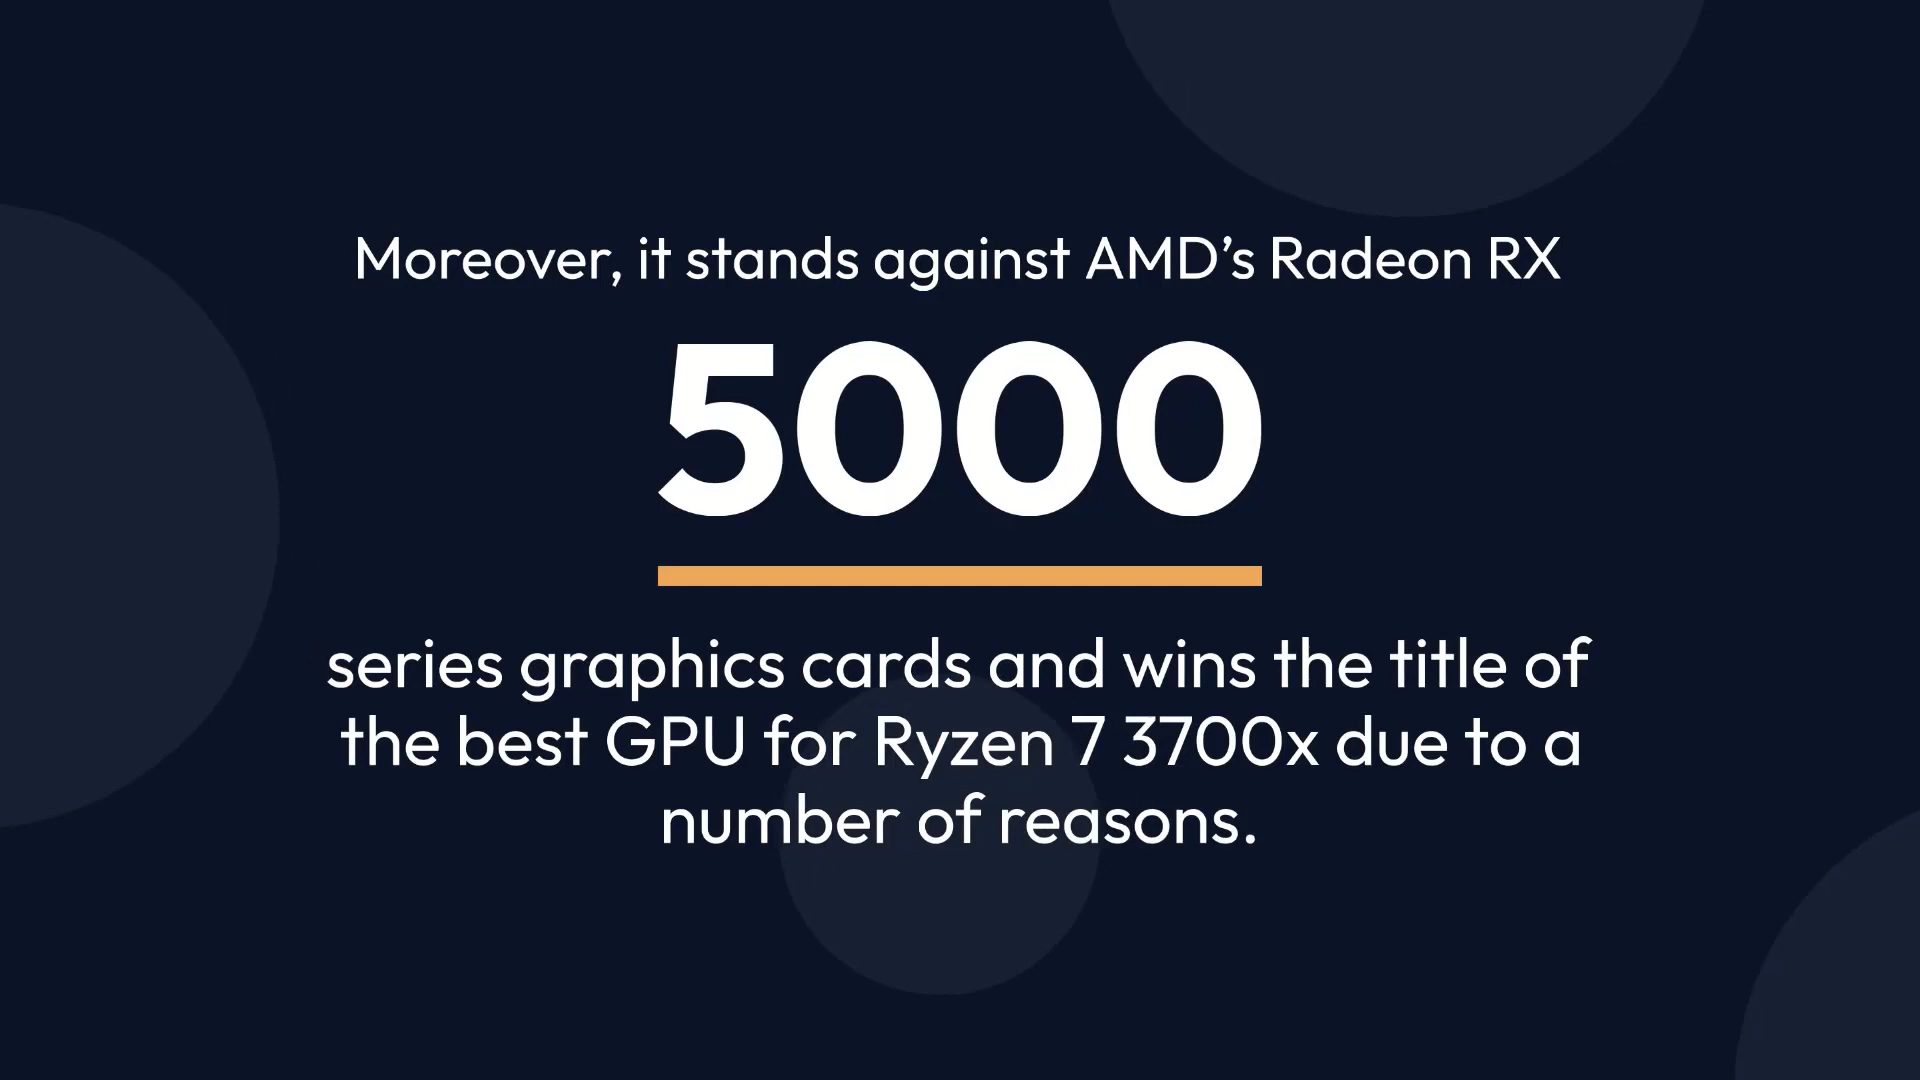 Moreover, it stands against AMD’s Radeon RX
5000
series graphics cards and wins the title of
the best GPU for Ryzen 7 3700x due to a
number of reasons.